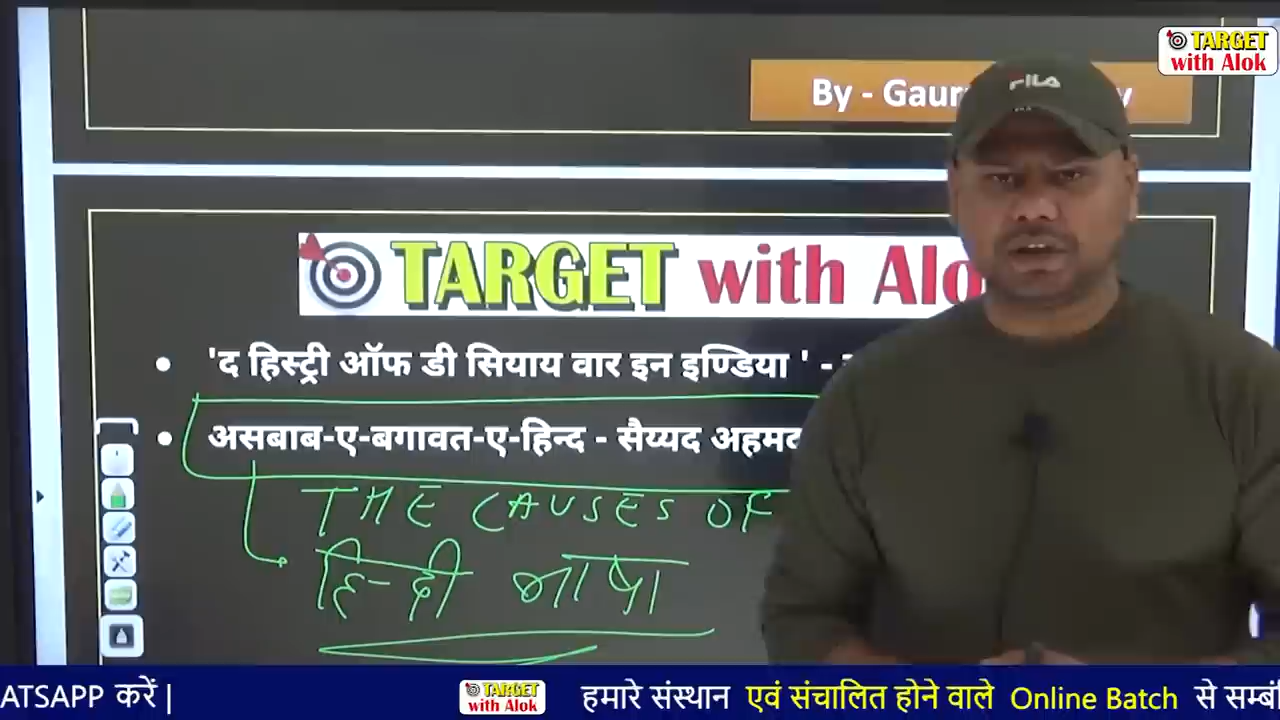 TARGET
with Alok
By - Gaur
TARGET with Alo
• 'द हिस्ट्री ऑफ डी सियाय वार इन इण्डिया ' -
• असबाब-ए-बगावत-ए-हिन्द - सैय्यद अहमद
THE CAUSES OF
हिन्दी भाषा
FILA
ATSAPP करें | TARGET with Alok हमारे संस्थान एवं संचालित होने वाले Online Batch से सम्बं